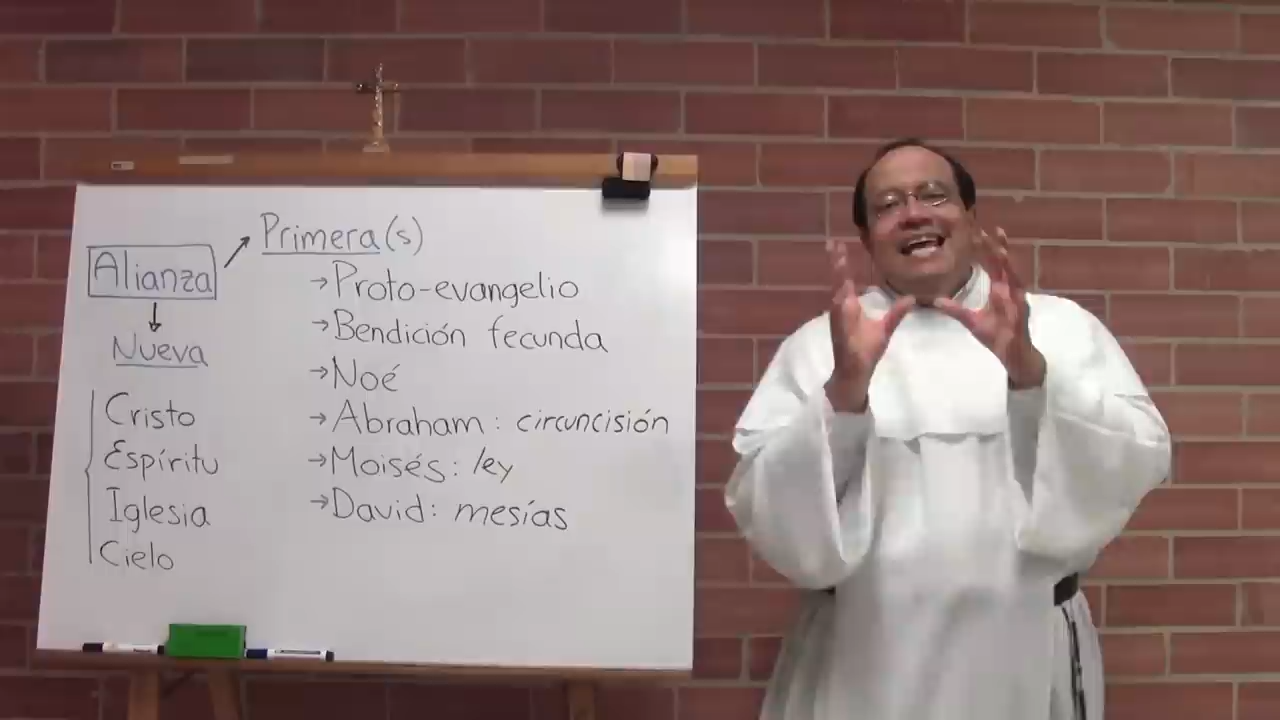 Alianza
Primera(s)
→Proto-evangelio
→Bendición fecunda
→Noé
→Abraham: circuncisión
→Moisés: ley
→David: mesías
Nueva
Cristo
Espíritu
Iglesia
Cielo